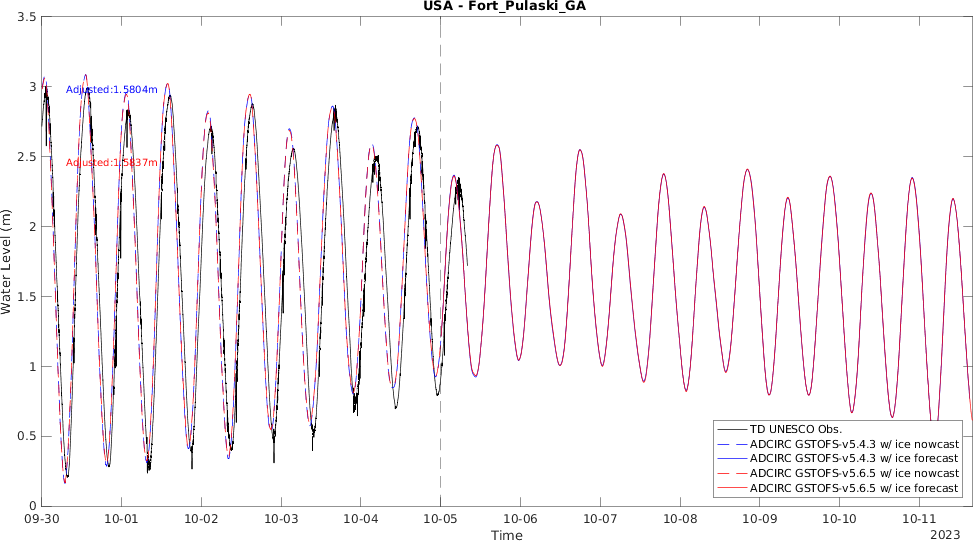 USA - Fort_Pulaski_GA
3.5
3
2.5
2
1.5
1
0.5
0
Water Level (m)
Adjusted:1.5804m
Adjusted:1.5837m
TD UNESCO Obs.
ADCIRC GSTOFS-v5.4.3 w/ ice nowcast
ADCIRC GSTOFS-v5.4.3 w/ ice forecast
ADCIRC GSTOFS-v5.6.5 w/ ice nowcast
ADCIRC GSTOFS-v5.6.5 w/ ice forecast
09-30 10-01 10-02 10-03 10-04 10-05 10-06 10-07 10-08 10-09 10-10 10-11
Time
2023